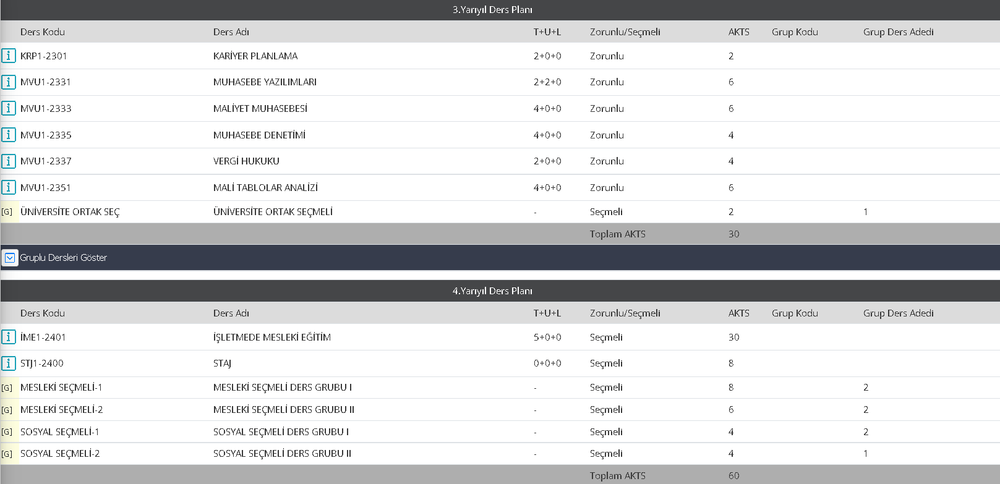 3.Yarıyıl Ders Planı
Ders Kodu Ders Adı T+U+L Zorunlu/Seçmeli AKTS Grup Kodu Grup Ders Adedi
KRP1-2301 KARİYER PLANLAMA 2+0+0 Zorunlu 2
MVU1-2331 MUHASEBE YAZILIMLARI 2+2+0 Zorunlu 6
MVU1-2333 MALİYET MUHASEBESİ 4+0+0 Zorunlu 6
MVU1-2335 MUHASEBE DENETİMİ 4+0+0 Zorunlu 4
MVU1-2337 VERGİ HUKUKU 2+0+0 Zorunlu 4
MVU1-2351 MALİ TABLOLAR ANALİZİ 4+0+0 Zorunlu 6
[G] ÜNİVERSİTE ORTAK SEÇ ÜNİVERSİTE ORTAK SEÇMELİ - Seçmeli 2 1
Toplam AKTS 30
Gruplu Dersleri Göster
4.Yarıyıl Ders Planı
Ders Kodu Ders Adı T+U+L Zorunlu/Seçmeli AKTS Grup Kodu Grup Ders Adedi
İME1-2401 İŞLETMEDE MESLEKİ EĞİTİM 5+0+0 Seçmeli 30
STJ1-2400 STAJ 0+0+0 Seçmeli 8
[G] MESLEKİ SEÇMELİ-1 MESLEKİ SEÇMELİ DERS GRUBU I - Seçmeli 8 2
[G] MESLEKİ SEÇMELİ-2 MESLEKİ SEÇMELİ DERS GRUBU II - Seçmeli 6 2
[G] SOSYAL SEÇMELİ-1 SOSYAL SEÇMELİ DERS GRUBU I - Seçmeli 4 2
[G] SOSYAL SEÇMELİ-2 SOSYAL SEÇMELİ DERS GRUBU II - Seçmeli 4 1
Toplam AKTS 60